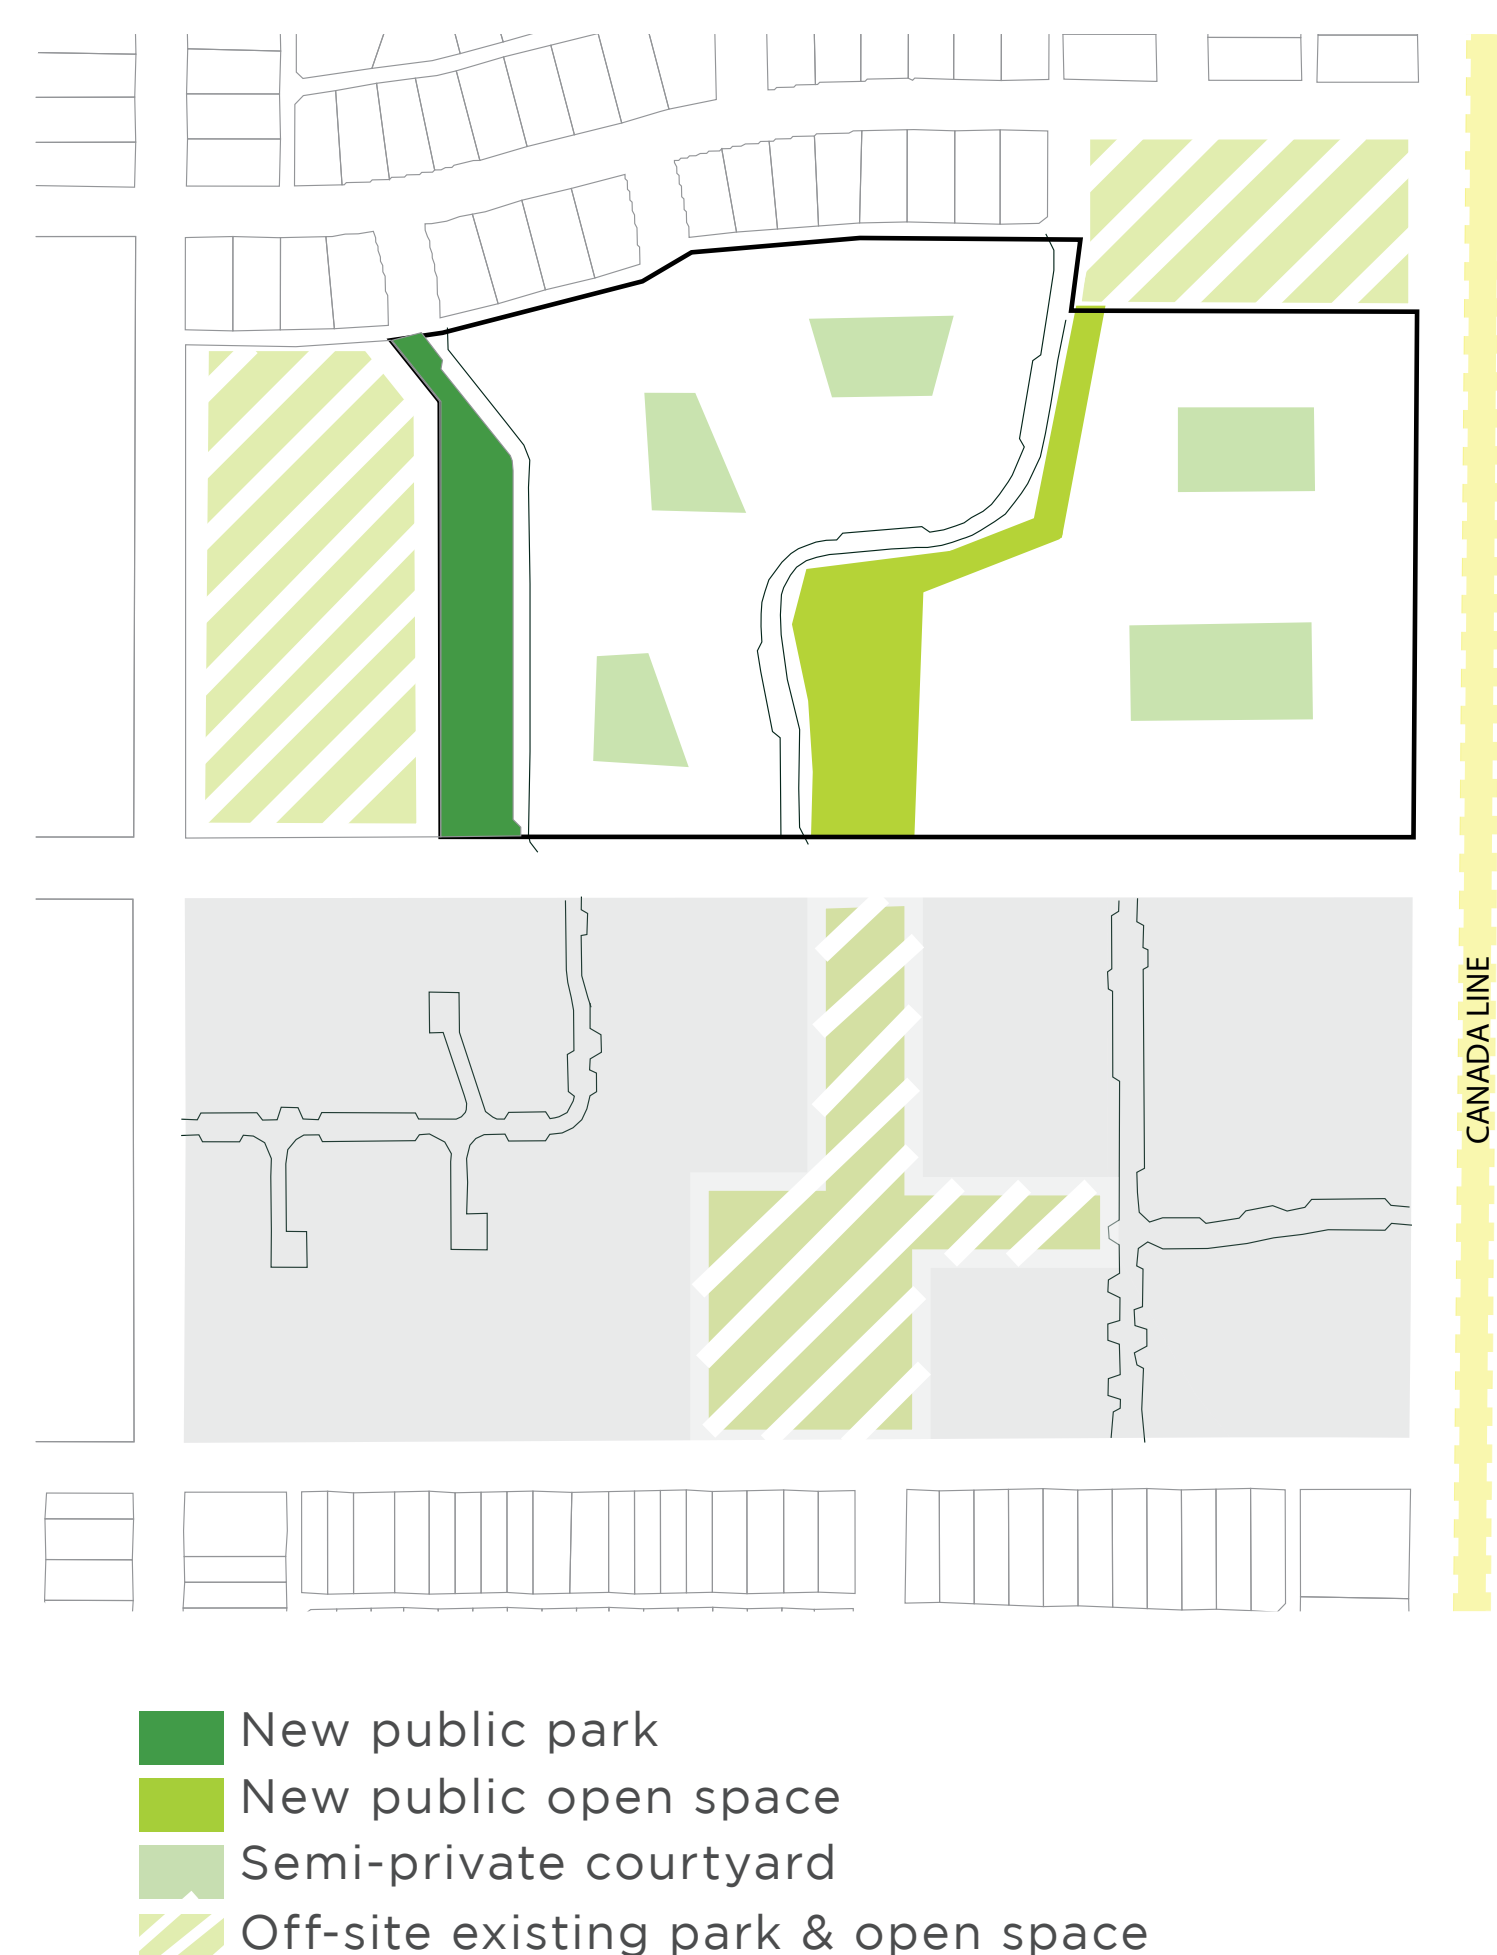 CANADA LINE
New public park
New public open space
Semi-private courtyard
Off-site existing park & open space